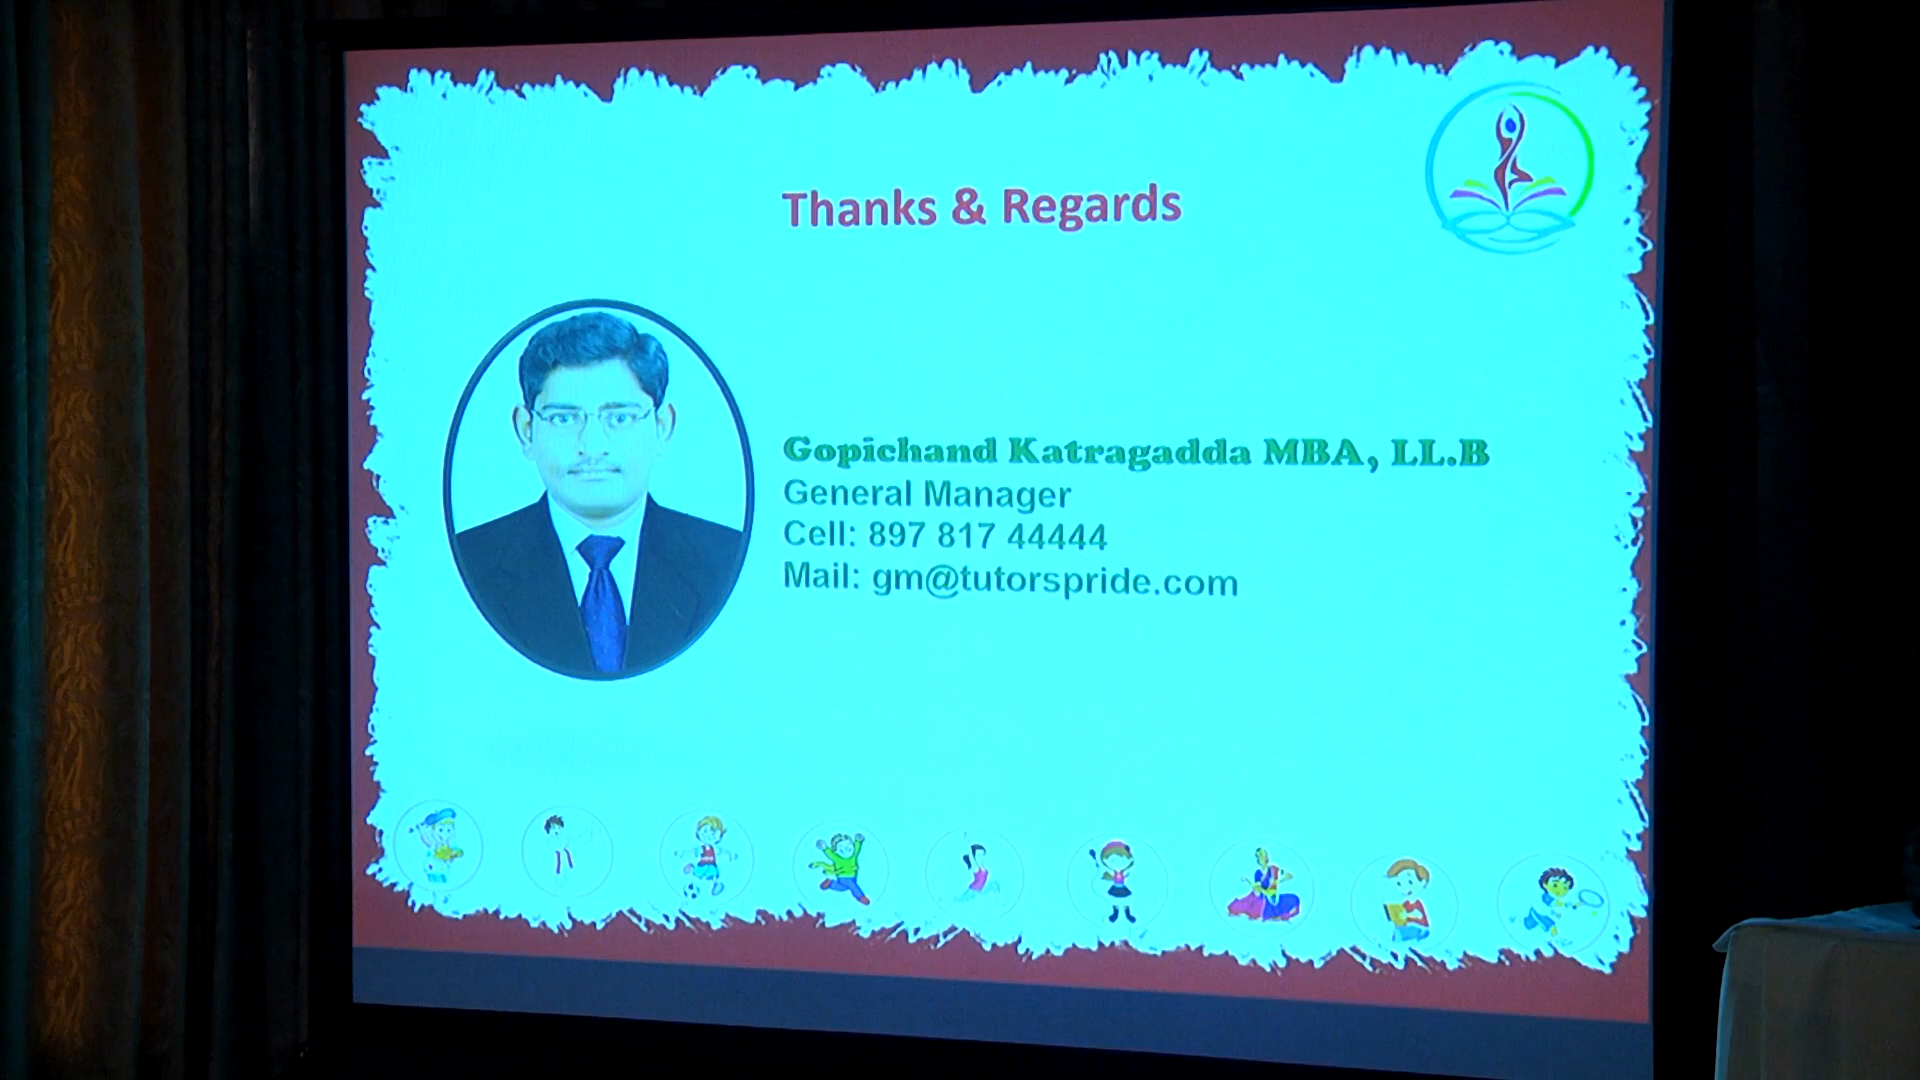 Thanks & Regards
Gopichand Katragadda MBA, LL.B
General Manager
Cell: 897 817 44444
Mail: gm@tutorspride.com